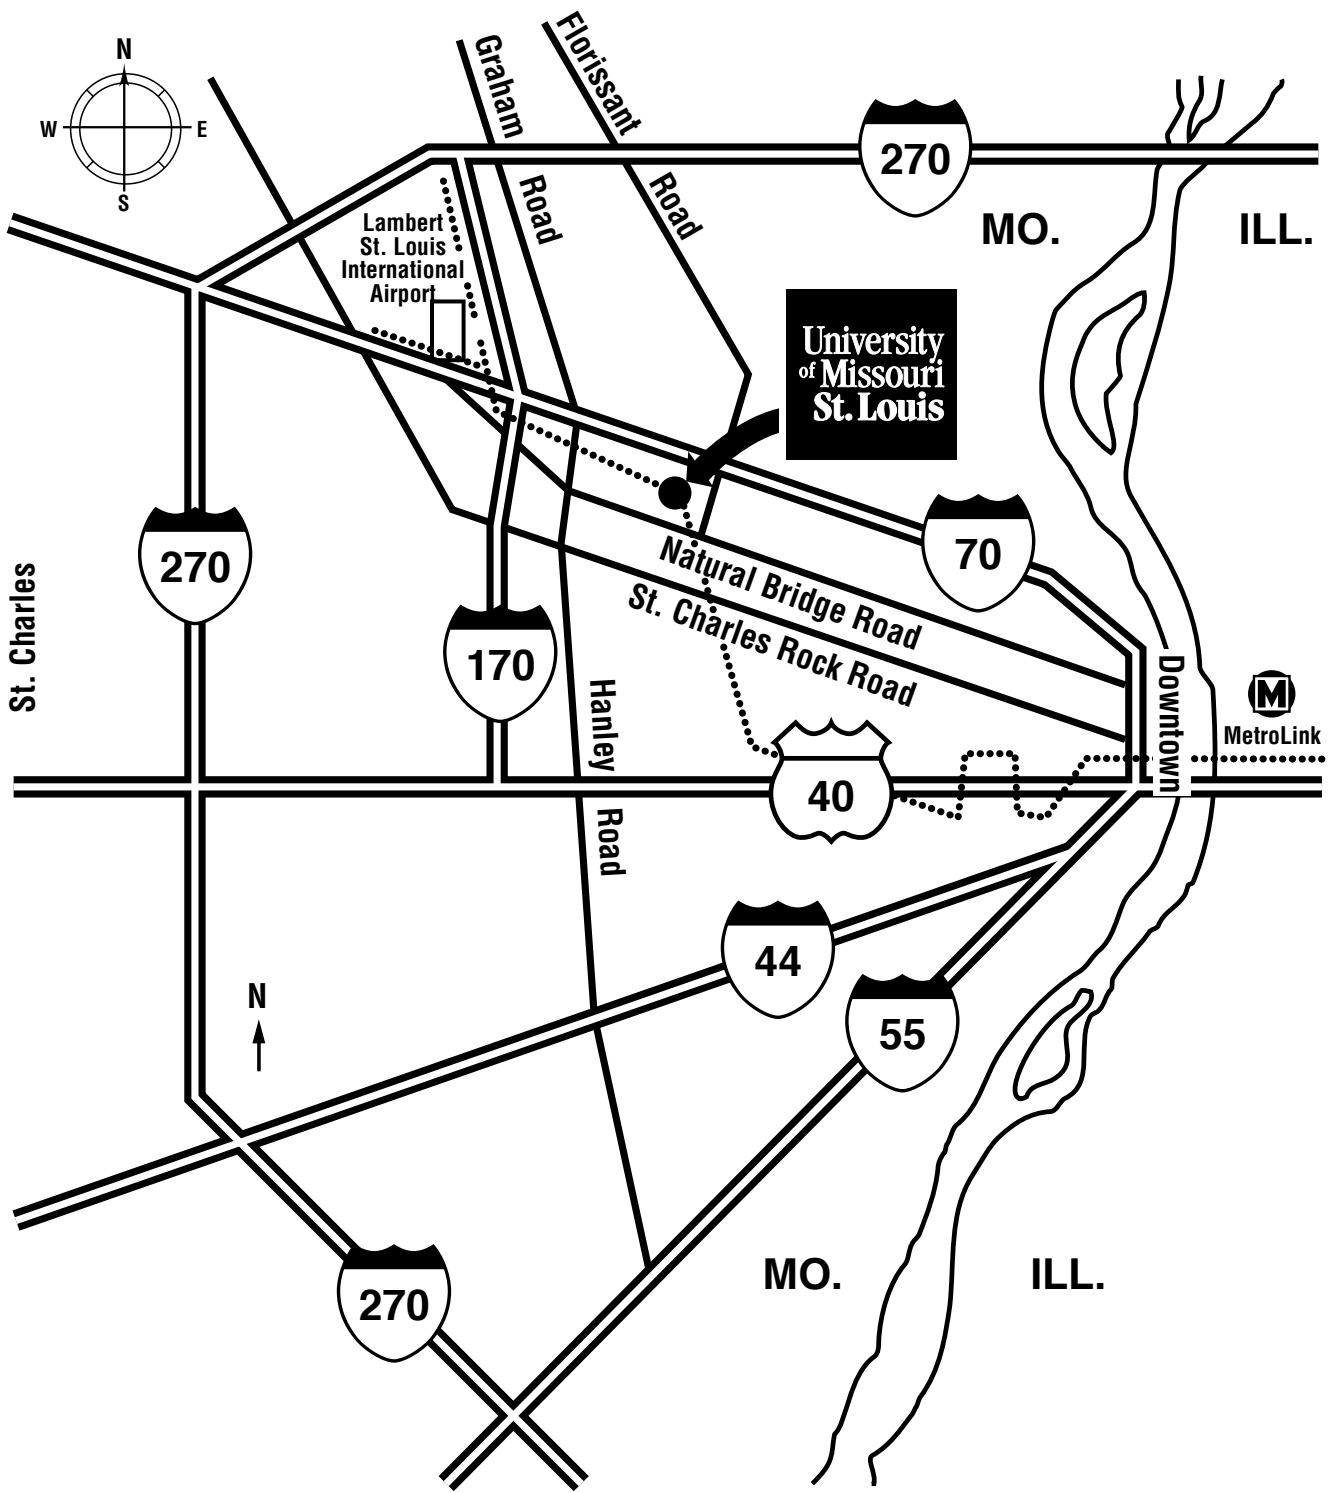 N
W
E
S
Graham
Road
Florissant
Road
270
MO.
ILL.
Lambert
St. Louis
International
Airport
University
of Missouri
St. Louis
70
270
St. Charles
170
Natural Bridge Road
St. Charles Rock Road
Hanley
Road
Downtown
M
MetroLink
40
44
55
N
270
MO.
ILL.